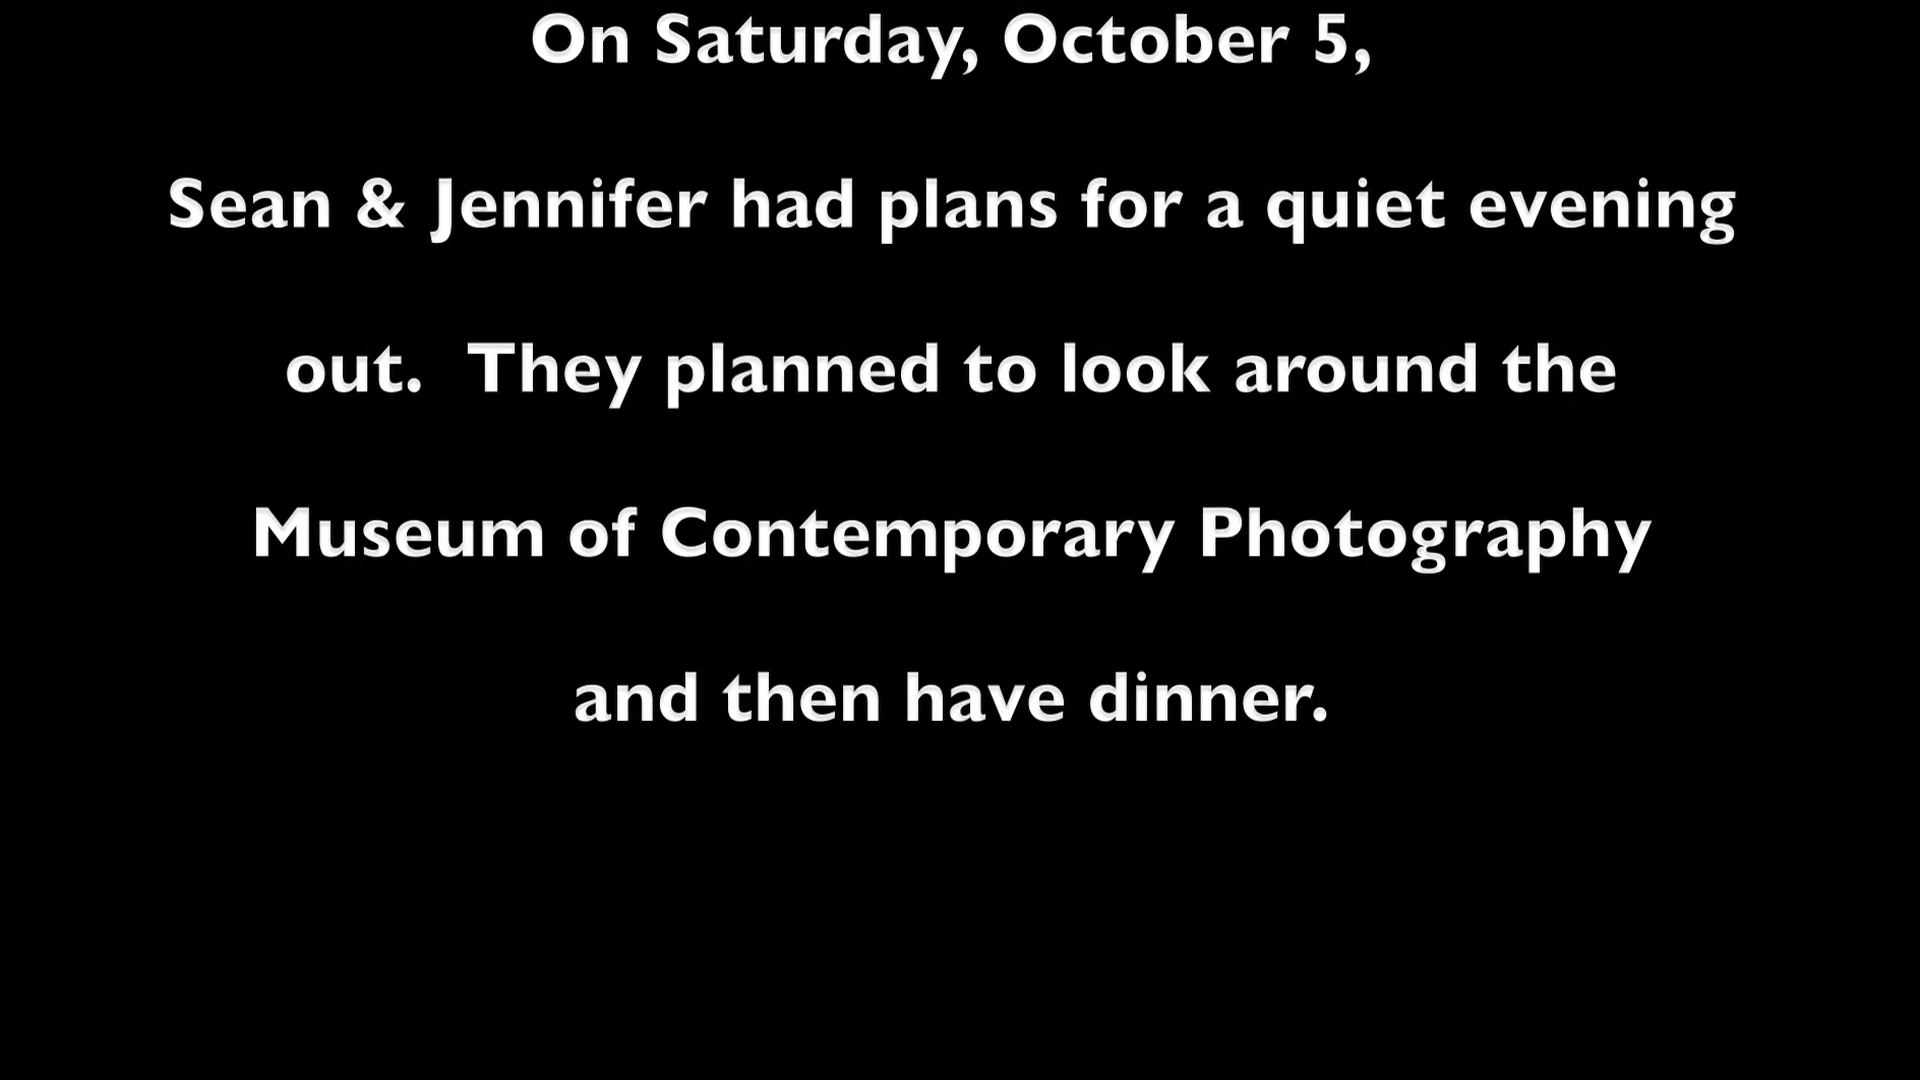 On Saturday, October 5,
Sean & Jennifer had plans for a quiet evening
out.  They planned to look around the
Museum of Contemporary Photography
and then have dinner.